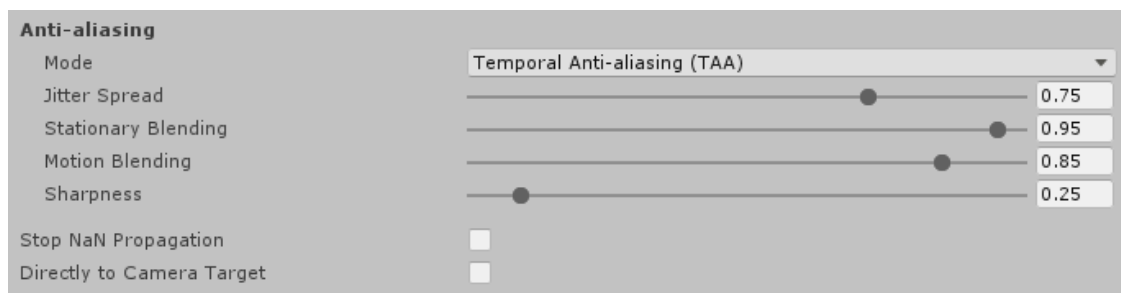 Anti-aliasing
Mode Temporal Anti-aliasing (TAA)
Jitter Spread 0.75
Stationary Blending 0.95
Motion Blending 0.85
Sharpness 0.25
Stop NaN Propagation
Directly to Camera Target